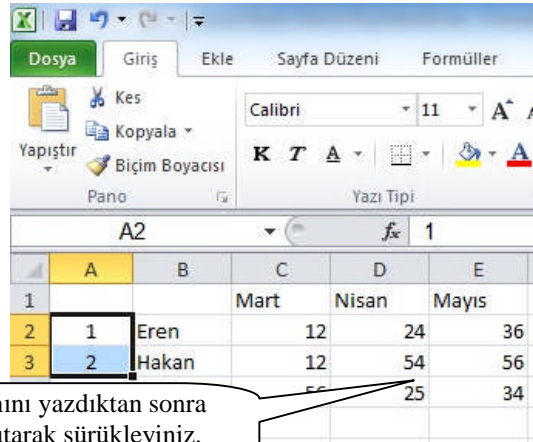 Dosya Giriş Ekle Sayfa Düzeni Formüller
Kes
Kopyala
Biçim Boyacısı
Yapıştır
Calibri 11 A
K T A A
Pano Yazı Tipi
A2 fx 1
A B C D E
1 Mart Nisan Mayıs
2 1 Eren 12 24 36
3 2 Hakan 12 54 56
25 34
yazdıktan sonra
sürükleyiniz.